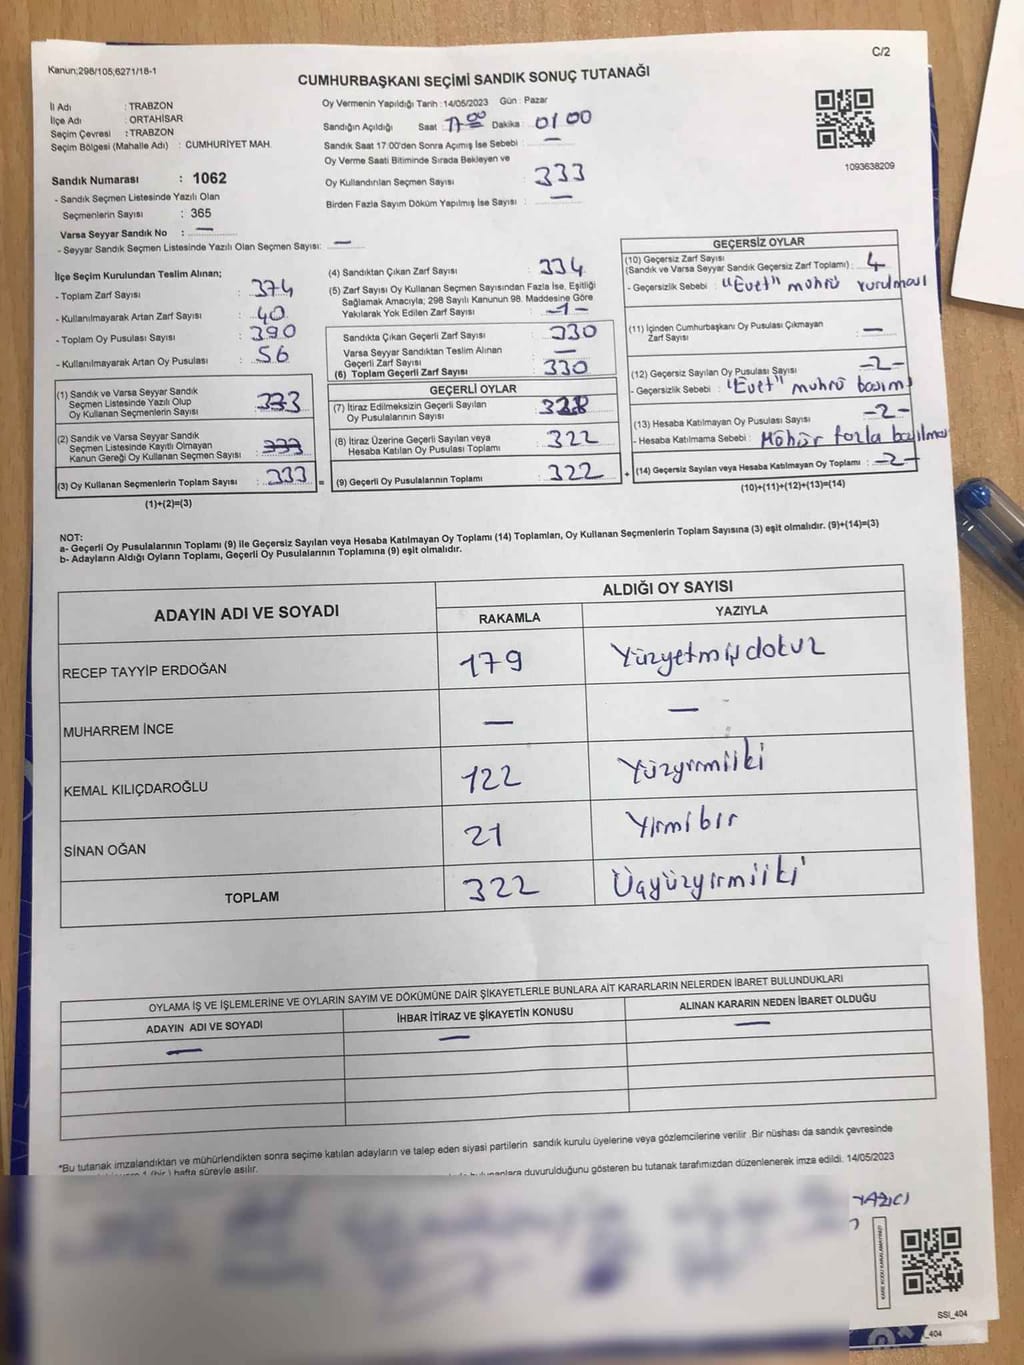 Kanun;298/105,6271/18-1
C/2
CUMHURBAŞKANI SEÇİMİ SANDIK SONUÇ TUTANAĞI
İl Adı : TRABZON
İlçe Adı : ORTAHİSAR
Seçim Çevresi : TRABZON
Seçim Bölgesi (Mahalle Adı) : CUMHURİYET MAH.
Sandık Numarası : 1062
- Sandık Seçmen Listesinde Yazılı Olan
Seçmenlerin Sayısı : 365
Varsa Seyyar Sandık No : —
- Seyyar Sandık Seçmen Listesinde Yazılı Olan Seçmen Sayısı: —
Oy Vermenin Yapıldığı Tarih : 14/05/2023 Gün : Pazar
Sandığın Açıldığı Saat : 17 00 Dakika : 01 00
Sandık Saat 17:00'den Sonra Açımış İse Sebebi : —
Oy Verme Saati Bitiminde Sırada Bekleyen ve
Oy Kullandırılan Seçmen Sayısı : 333
Birden Fazla Sayım Döküm Yapılmış İse Sayısı : —
1093638209
İlçe Seçim Kurulundan Teslim Alınan;
- Toplam Zarf Sayısı : 374
- Kullanılmayarak Artan Zarf Sayısı : 40
- Toplam Oy Pusulası Sayısı : 390
- Kullanılmayarak Artan Oy Pusulası : 56
(1) Sandık ve Varsa Seyyar Sandık
Seçmen Listesinde Yazılı Olup
Oy Kullanan Seçmenlerin Sayısı : 333
(2) Sandık ve Varsa Seyyar Sandık
Seçmen Listesinde Kayıtlı Olmayan
Kanun Gereği Oy Kullanan Seçmen Sayısı : 333
(3) Oy Kullanan Seçmenlerin Toplam Sayısı : 333 =
(1)+(2)=(3)
(4) Sandıktan Çıkan Zarf Sayısı : 334
(5) Zarf Sayısı Oy Kullanan Seçmen Sayısından Fazla İse, Eşitliği
Sağlamak Amacıyla; 298 Sayılı Kanunun 98. Maddesine Göre
Yakılarak Yok Edilen Zarf Sayısı : -1-
Sandıkta Çıkan Geçerli Zarf Sayısı : 330
Varsa Seyyar Sandıktan Teslim Alınan
Geçerli Zarf Sayısı : —
(6) Toplam Geçerli Zarf Sayısı : 330
GEÇERLİ OYLAR
(7) İtiraz Edilmeksizin Geçerli Sayılan
Oy Pusulalarının Sayısı : 328
(8) İtiraz Üzerine Geçerli Sayılan veya
Hesaba Katılan Oy Pusulası Toplamı : 322
(9) Geçerli Oy Pusulalarının Toplamı : 322 +
GEÇERSİZ OYLAR
(10) Geçersiz Zarf Sayısı
(Sandık ve Varsa Seyyar Sandık Geçersiz Zarf Toplamı) : 4
- Geçersizlik Sebebi : "Evet" mührü vurulması
(11) İçinden Cumhurbaşkanı Oy Pusulası Çıkmayan
Zarf Sayısı : —
(12) Geçersiz Sayılan Oy Pusulası Sayısı : -2-
- Geçersizlik Sebebi : "Evet" mührü basımı
(13) Hesaba Katılmayan Oy Pusulası Sayısı : -2-
- Hesaba Katılmama Sebebi : Möhür fazla basılması
(14) Geçersiz Sayılan veya Hesaba Katılmayan Oy Toplamı : -2-
(10)+(11)+(12)+(13)=(14)
NOT:
a- Geçerli Oy Pusulalarının Toplamı (9) ile Geçersiz Sayılan veya Hesaba Katılmayan Oy Toplamı (14) Toplamları, Oy Kullanan Seçmenlerin Toplam Sayısına (3) eşit olmalıdır. (9)+(14)=(3)
b- Adayların Aldığı Oyların Toplamı, Geçerli Oy Pusulalarının Toplamına (9) eşit olmalıdır.
ADAYIN ADI VE SOYADI
ALDIĞI OY SAYISI
RAKAMLA YAZIYLA
RECEP TAYYİP ERDOĞAN 179 Yüzyetmişdokuz
MUHARREM İNCE — —
KEMAL KILIÇDAROĞLU 122 Yüzyirmiiki
SİNAN OĞAN 21 Yirmibir
TOPLAM 322 Üçyüzyirmiiki
OYLAMA İŞ VE İŞLEMLERİNE VE OYLARIN SAYIM VE DÖKÜMÜNE DAİR ŞİKAYETLERLE BUNLARA AİT KARARLARIN NELERDEN İBARET BULUNDUKLARI
ADAYIN ADI VE SOYADI İHBAR İTİRAZ VE ŞİKAYETİN KONUSU ALINAN KARARIN NEDEN İBARET OLDUĞU
— — —
*Bu tutanak imzalandıktan ve mühürlendikten sonra seçime katılan adayların ve talep eden siyasi partilerin sandık kurulu üyelerine veya gözlemcilerine verilir .Bir nüshası da sandık çevresinde
1 (bir ) hafta süreyle asılır.
duyurulduğunu gösteren bu tutanak tarafımızdan düzenlenerek imza edildi. 14/05/2023
YAZICI
KARE KODU KARALAMAYINIZ!
SSİ_404
_404